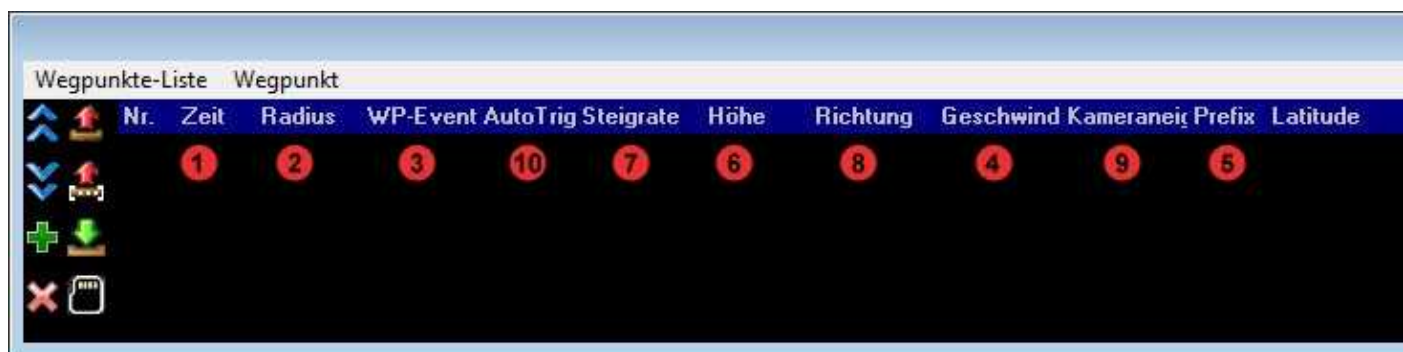 Wegpunkte-Liste Wegpunkt
Nr. Zeit Radius WP-Event AutoTrig Steigrate Höhe Richtung Geschwind Kameraneig Prefix Latitude
1 2 3 10 7 6 8 4 9 5